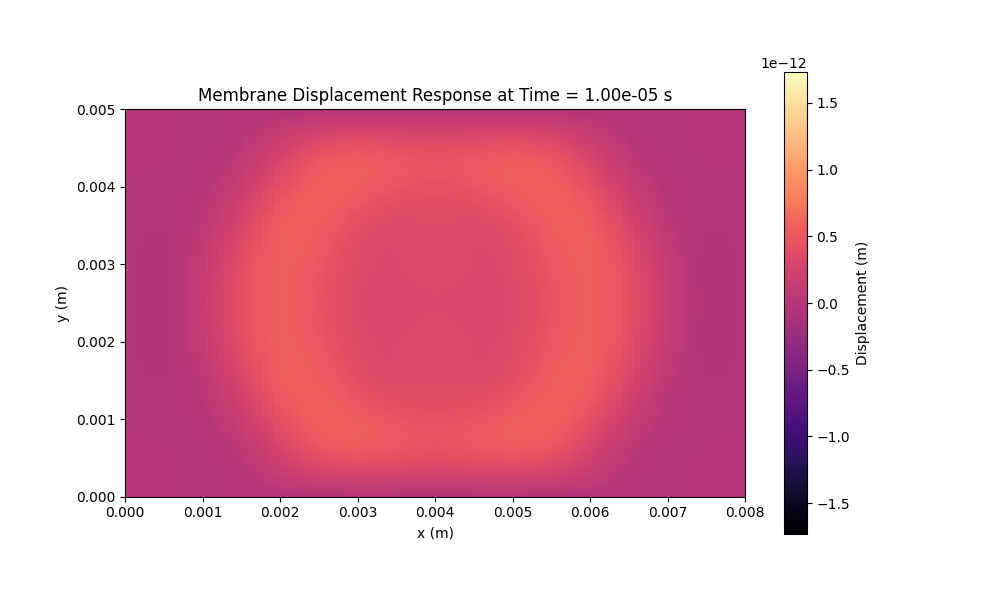 1e−12
Membrane Displacement Response at Time = 1.00e-05 s
0.005
0.004
0.003
0.002
0.001
0.000
y (m)
0.000 0.001 0.002 0.003 0.004 0.005 0.006 0.007 0.008
x (m)
1.5
1.0
0.5
0.0
−0.5
−1.0
−1.5
Displacement (m)